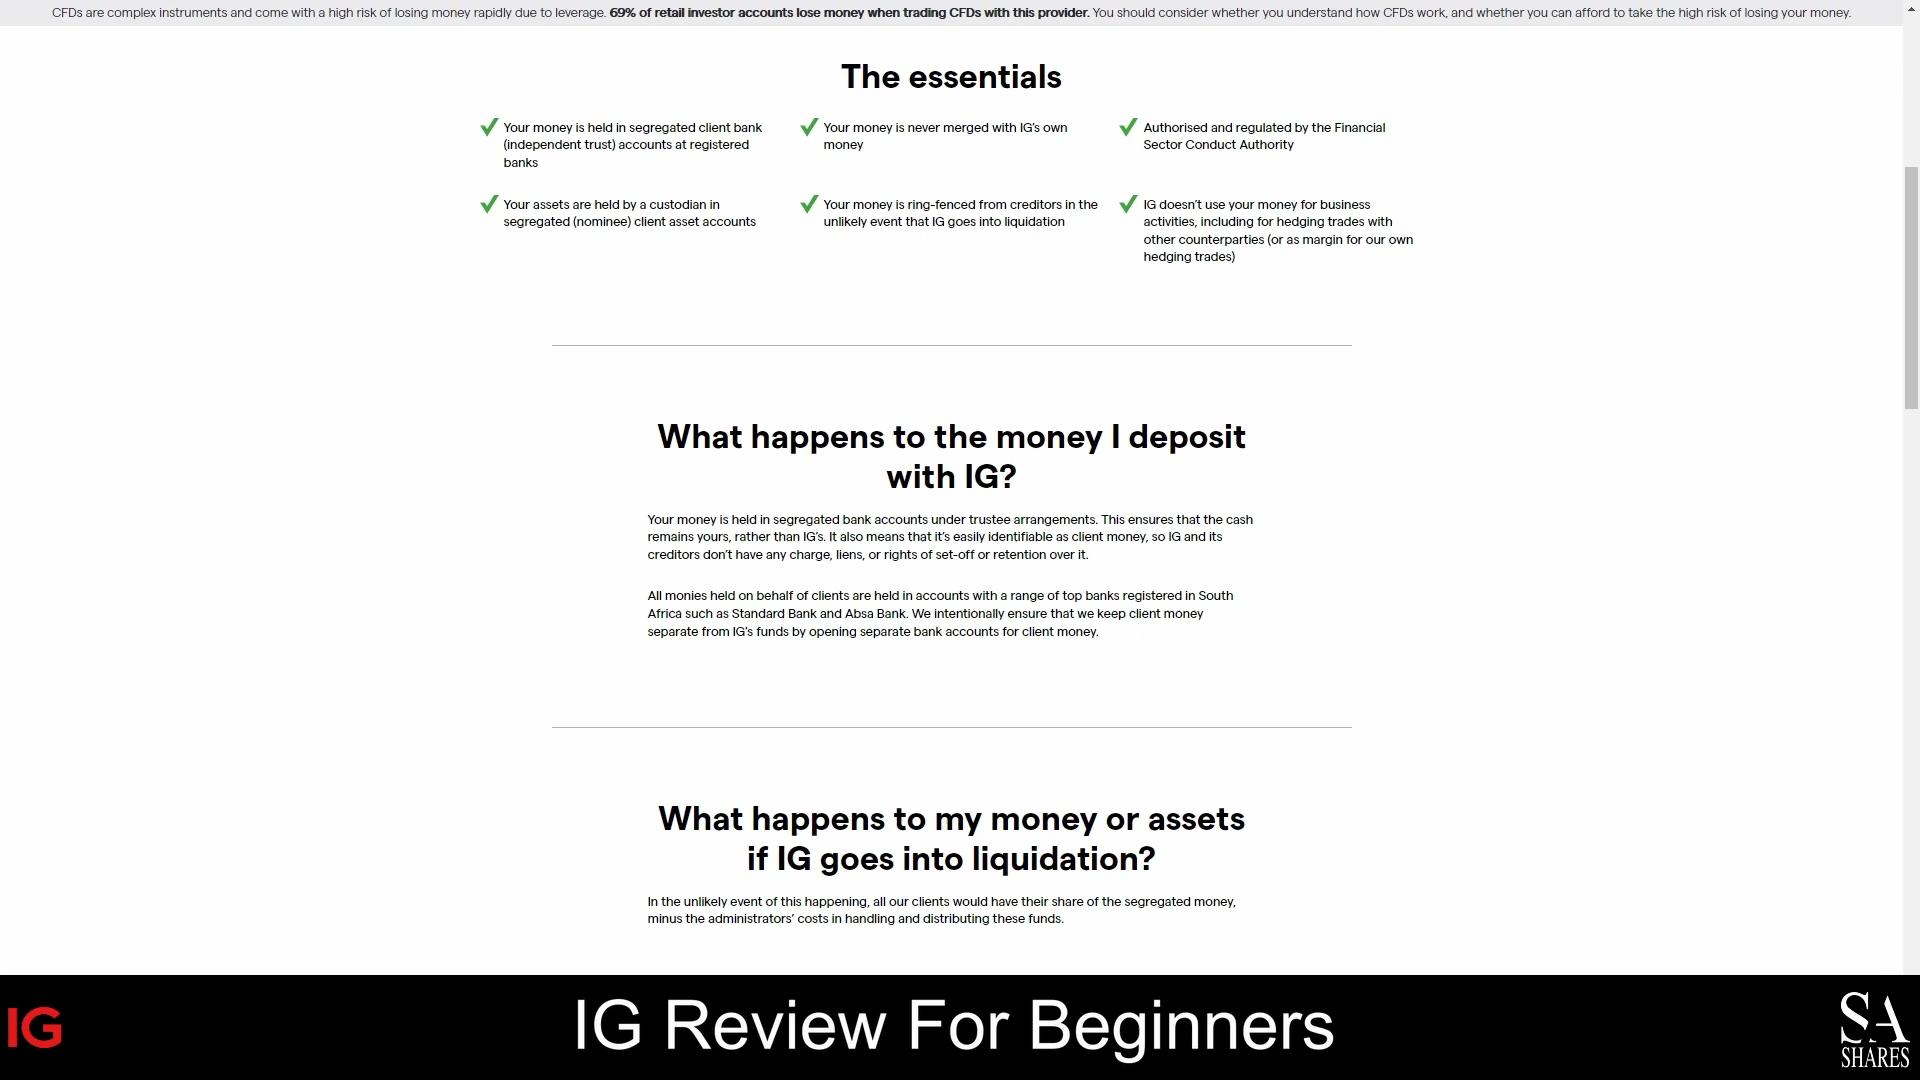 CFDs are complex instruments and come with a high risk of losing money rapidly due to leverage. 69% of retail investor accounts lose money when trading CFDs with this provider. You should consider whether you understand how CFDs work, and whether you can afford to take the high risk of losing your money.
The essentials
Your money is held in segregated client bank
(independent trust) accounts at registered
banks
Your money is never merged with IG's own
money
Authorised and regulated by the Financial
Sector Conduct Authority
Your assets are held by a custodian in
segregated (nominee) client asset accounts
Your money is ring-fenced from creditors in the
unlikely event that IG goes into liquidation
IG doesn't use your money for business
activities, including for hedging trades with
other counterparties (or as margin for our own
hedging trades)
What happens to the money I deposit
with IG?
Your money is held in segregated bank accounts under trustee arrangements. This ensures that the cash
remains yours, rather than IG's. It also means that it's easily identifiable as client money, so IG and its
creditors don't have any charge, liens, or rights of set-off or retention over it.
All monies held on behalf of clients are held in accounts with a range of top banks registered in South
Africa such as Standard Bank and Absa Bank. We intentionally ensure that we keep client money
separate from IG's funds by opening separate bank accounts for client money.
What happens to my money or assets
if IG goes into liquidation?
In the unlikely event of this happening, all our clients would have their share of the segregated money,
minus the administrators' costs in handling and distributing these funds.
IG
IG Review For Beginners
SA
SHARES